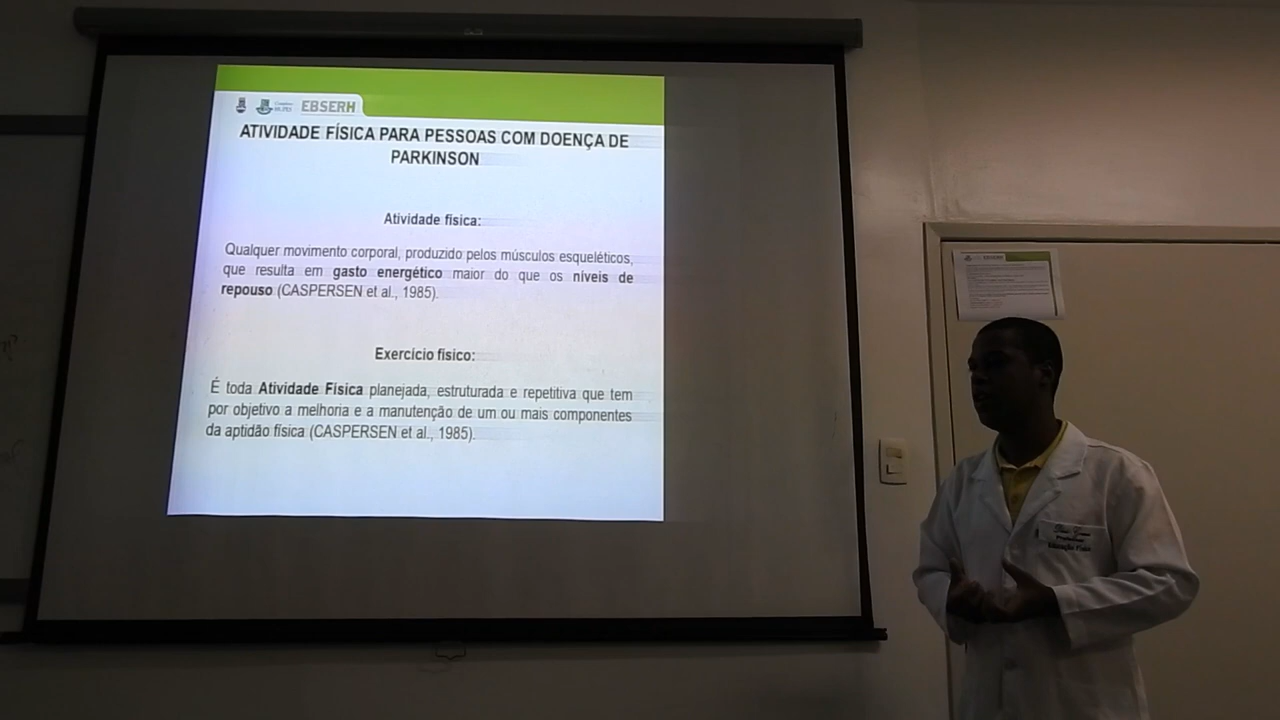 EBSERH
ATIVIDADE FÍSICA PARA PESSOAS COM DOENÇA DE
PARKINSON
Atividade física:
Qualquer movimento corporal, produzido pelos músculos esqueléticos,
que resulta em gasto energético maior do que os níveis de
repouso (CASPERSEN et al., 1985).
Exercício físico:
É toda Atividade Física planejada, estruturada e repetitiva que tem
por objetivo a melhoria e a manutenção de um ou mais componentes
da aptidão física (CASPERSEN et al., 1985).
EBSERH
Educação Física